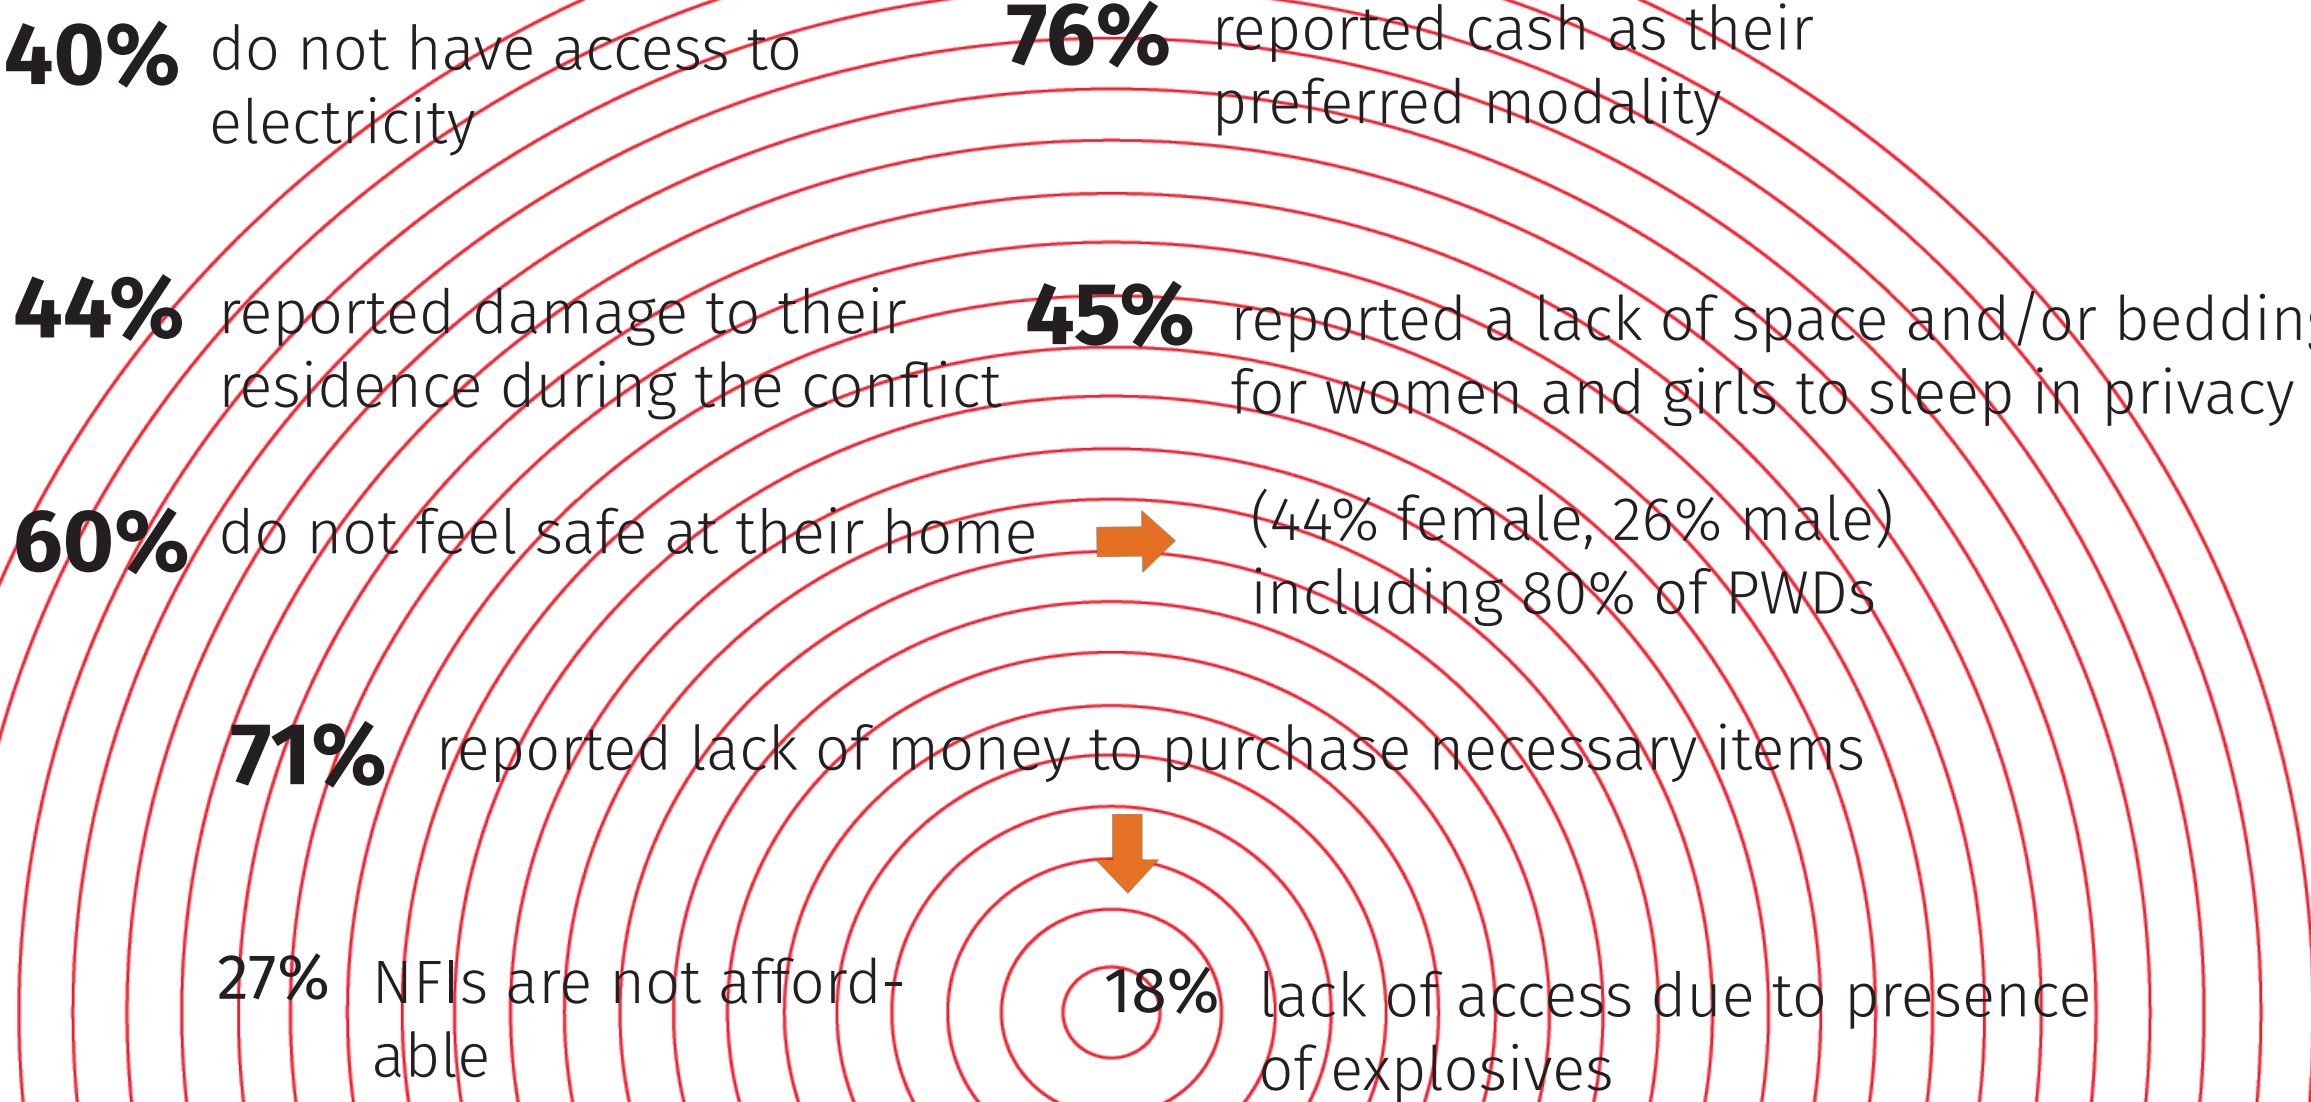 40% do not have access to
electricity
76% reported cash as their
preferred modality
44% reported damage to their
residence during the conflict
45% reported a lack of space and/or bedding
for women and girls to sleep in privacy
60% do not feel safe at their home
(44% female, 26% male)
including 80% of PWDs
71% reported lack of money to purchase necessary items
27% NFIs are not afford-
able
18% lack of access due to presence
of explosives